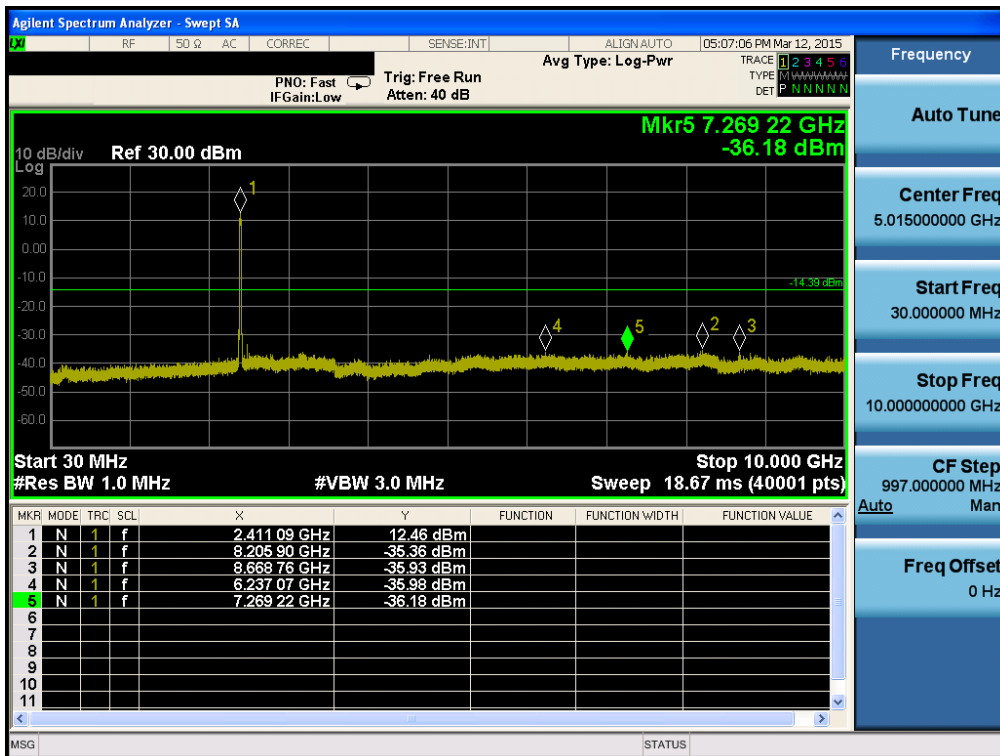 Agilent Spectrum Analyzer - Swept SA
LXI RF 50 Ω AC CORREC SENSE:INT ALIGNAUTO 05:07:06 PM Mar 12, 2015
Frequency
PNO: Fast
IFGain:Low
Trig: Free Run
Atten: 40 dB
Avg Type: Log-Pwr
TRACE 1 2 3 4 5 6
TYPE M W W W W W
DET P N N N N N
Auto Tune
Mkr5 7.269 22 GHz
-36.18 dBm
10 dB/div Ref 30.00 dBm
Log
20.0
10.0
0.00
-10.0
-20.0
-30.0
-40.0
-50.0
-60.0
1
-14.39 dBm
4
5
2
3
Start 30 MHz
Stop 10.000 GHz
#Res BW 1.0 MHz #VBW 3.0 MHz Sweep 18.67 ms (40001 pts)
Center Freq
5.015000000 GHz
Start Freq
30.000000 MHz
Stop Freq
10.000000000 GHz
CF Step
997.000000 MHz
Auto Man
Freq Offset
0 Hz
MKR MODE TRC SCL X Y FUNCTION FUNCTION WIDTH FUNCTION VALUE
1 N 1 f 2.411 09 GHz 12.46 dBm
2 N 1 f 8.205 90 GHz -35.36 dBm
3 N 1 f 8.668 76 GHz -35.93 dBm
4 N 1 f 6.237 07 GHz -35.98 dBm
5 N 1 f 7.269 22 GHz -36.18 dBm
6
7
8
9
10
11
MSG STATUS